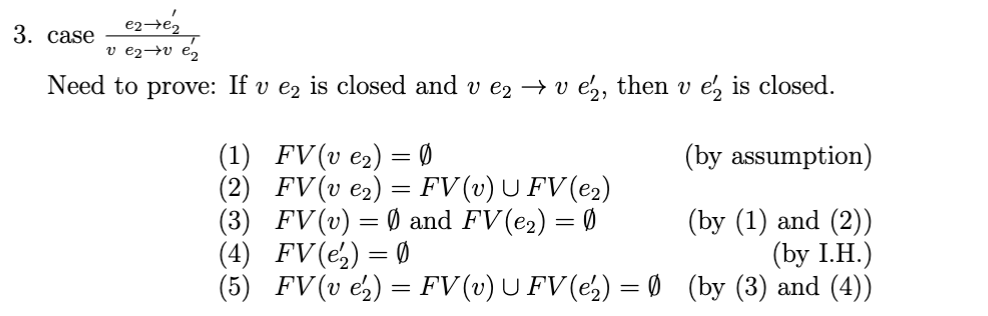 3. case e₂→e₂′
v e₂→v e₂′
Need to prove: If v e₂ is closed and v e₂ → v e₂′, then v e₂′ is closed.
(1) FV(v e₂) = ∅ (by assumption)
(2) FV(v e₂) = FV(v) ∪ FV(e₂)
(3) FV(v) = ∅ and FV(e₂) = ∅ (by (1) and (2))
(4) FV(e₂′) = ∅ (by I.H.)
(5) FV(v e₂′) = FV(v) ∪ FV(e₂′) = ∅ (by (3) and (4))